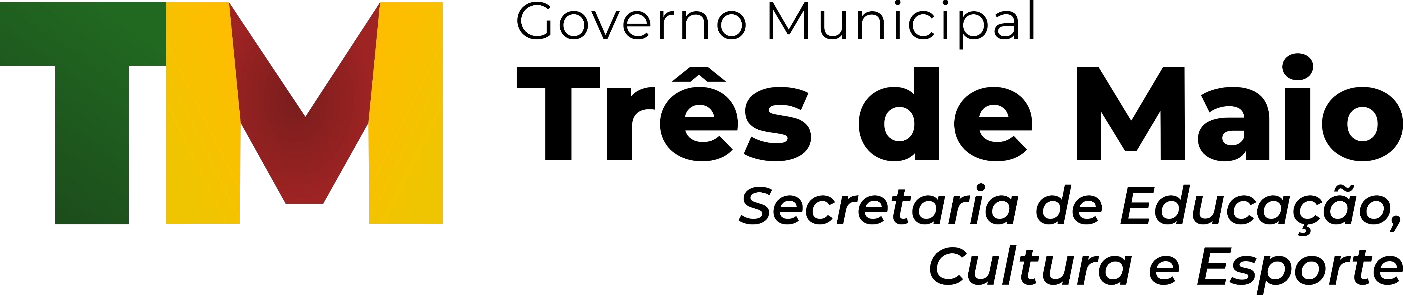 TM
Governo Municipal
Três de Maio
Secretaria de Educação,
Cultura e Esporte